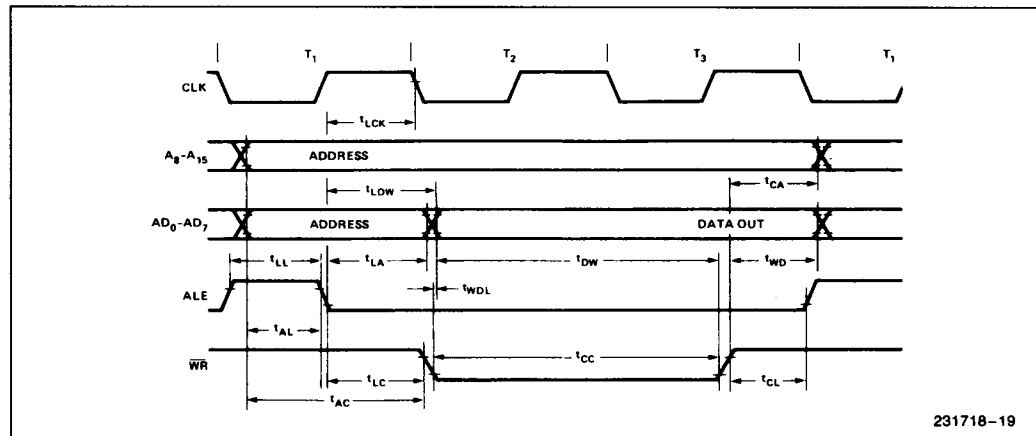 T1 T2 T3 T1
CLK
tLCK
A8-A15 ADDRESS
tCA
tLDW
AD0-AD7 ADDRESS DATA OUT
tLL tLA tDW tWD
tWDL
ALE
tAL
tCC
WR
tLC tCL
tAC
231718-19